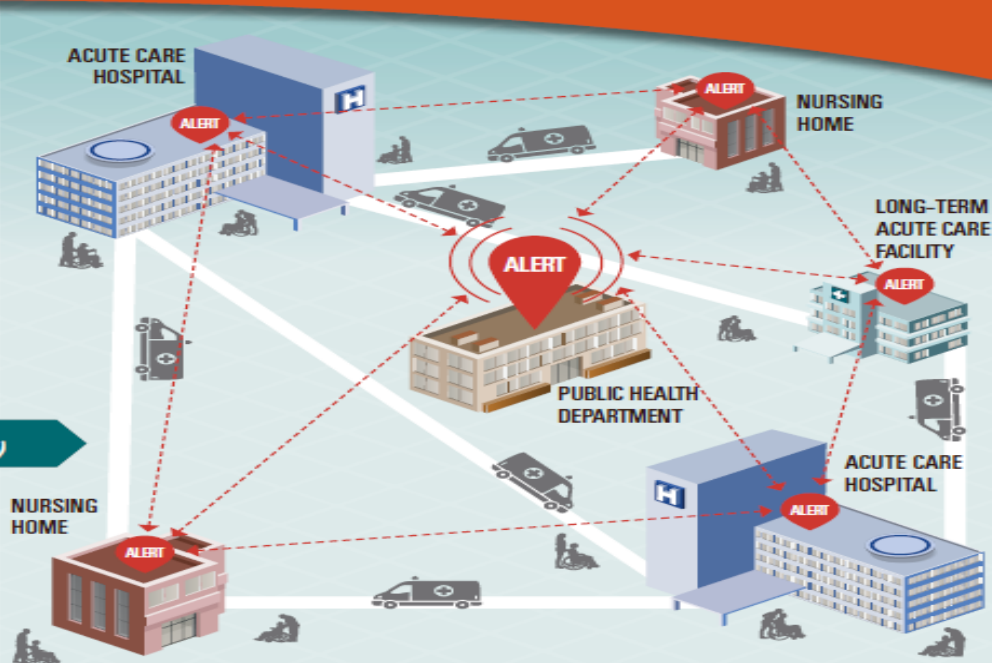 ACUTE CARE
HOSPITAL
H
ALERT
ALERT
NURSING
HOME
LONG-TERM
ACUTE CARE
FACILITY
ALERT
ALERT
PUBLIC HEALTH
DEPARTMENT
ACUTE CARE
HOSPITAL
H
ALERT
NURSING
HOME
ALERT